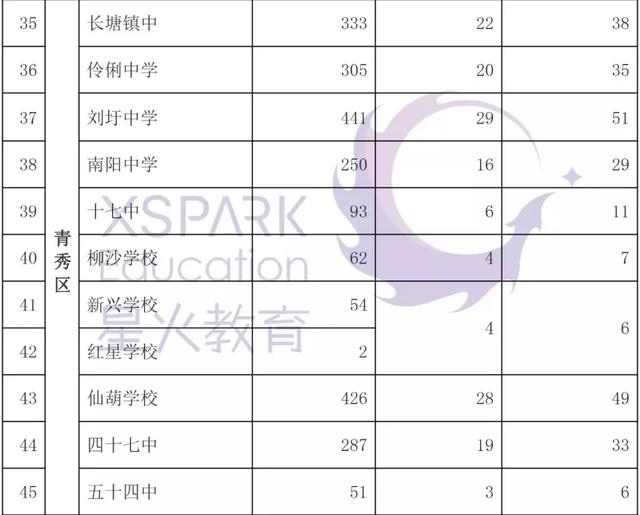 35 长塘镇中 333 22 38
36 伶俐中学 305 20 35
37 刘圩中学 441 29 51
38 南阳中学 250 16 29
39 十七中 93 6 11
青秀区
40 柳沙学校 62 4 7
41 新兴学校 54 4 6
42 红星学校 2
43 仙葫学校 426 28 49
44 四十七中 287 19 33
45 五十四中 51 3 6
XSPARK
Education
星火教育